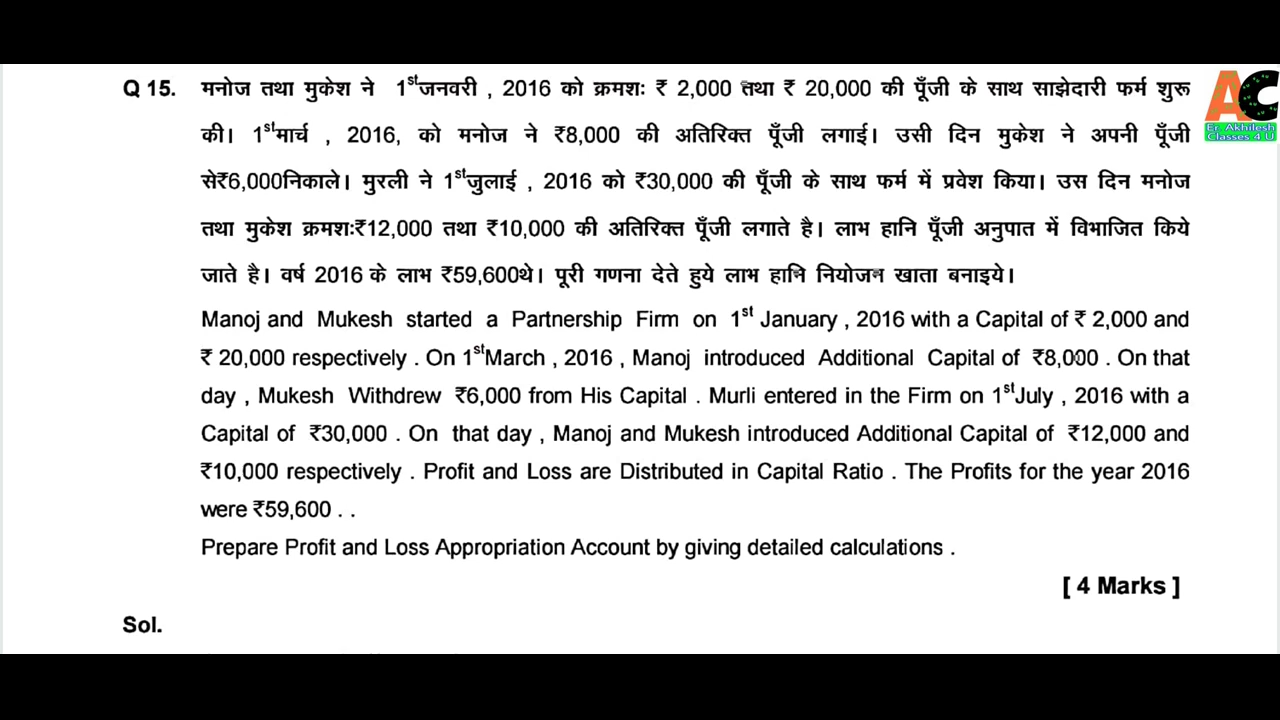 Q 15. मनोज तथा मुकेश ने 1st जनवरी , 2016 को क्रमशः ₹ 2,000 तथा ₹ 20,000 की पूँजी के साथ साझेदारी फर्म शुरू
की। 1st मार्च , 2016, को मनोज ने ₹8,000 की अतिरिक्त पूँजी लगाई। उसी दिन मुकेश ने अपनी पूँजी
से₹6,000निकाले। मुरली ने 1st जुलाई , 2016 को ₹30,000 की पूँजी के साथ फर्म में प्रवेश किया। उस दिन मनोज
तथा मुकेश क्रमशः₹12,000 तथा ₹10,000 की अतिरिक्त पूँजी लगाते है। लाभ हानि पूँजी अनुपात में विभाजित किये
जाते है। वर्ष 2016 के लाभ ₹59,600थे। पूरी गणना देते हुये लाभ हानि नियोजन खाता बनाइये।
Manoj and Mukesh started a Partnership Firm on 1st January , 2016 with a Capital of ₹ 2,000 and
₹ 20,000 respectively . On 1st March , 2016 , Manoj introduced Additional Capital of ₹8,000 . On that
day , Mukesh Withdrew ₹6,000 from His Capital . Murli entered in the Firm on 1st July , 2016 with a
Capital of ₹30,000 . On that day , Manoj and Mukesh introduced Additional Capital of ₹12,000 and
₹10,000 respectively . Profit and Loss are Distributed in Capital Ratio . The Profits for the year 2016
were ₹59,600 . .
Prepare Profit and Loss Appropriation Account by giving detailed calculations .
[ 4 Marks ]
Sol.
AC
Er. Akhilesh
Classes 4 U